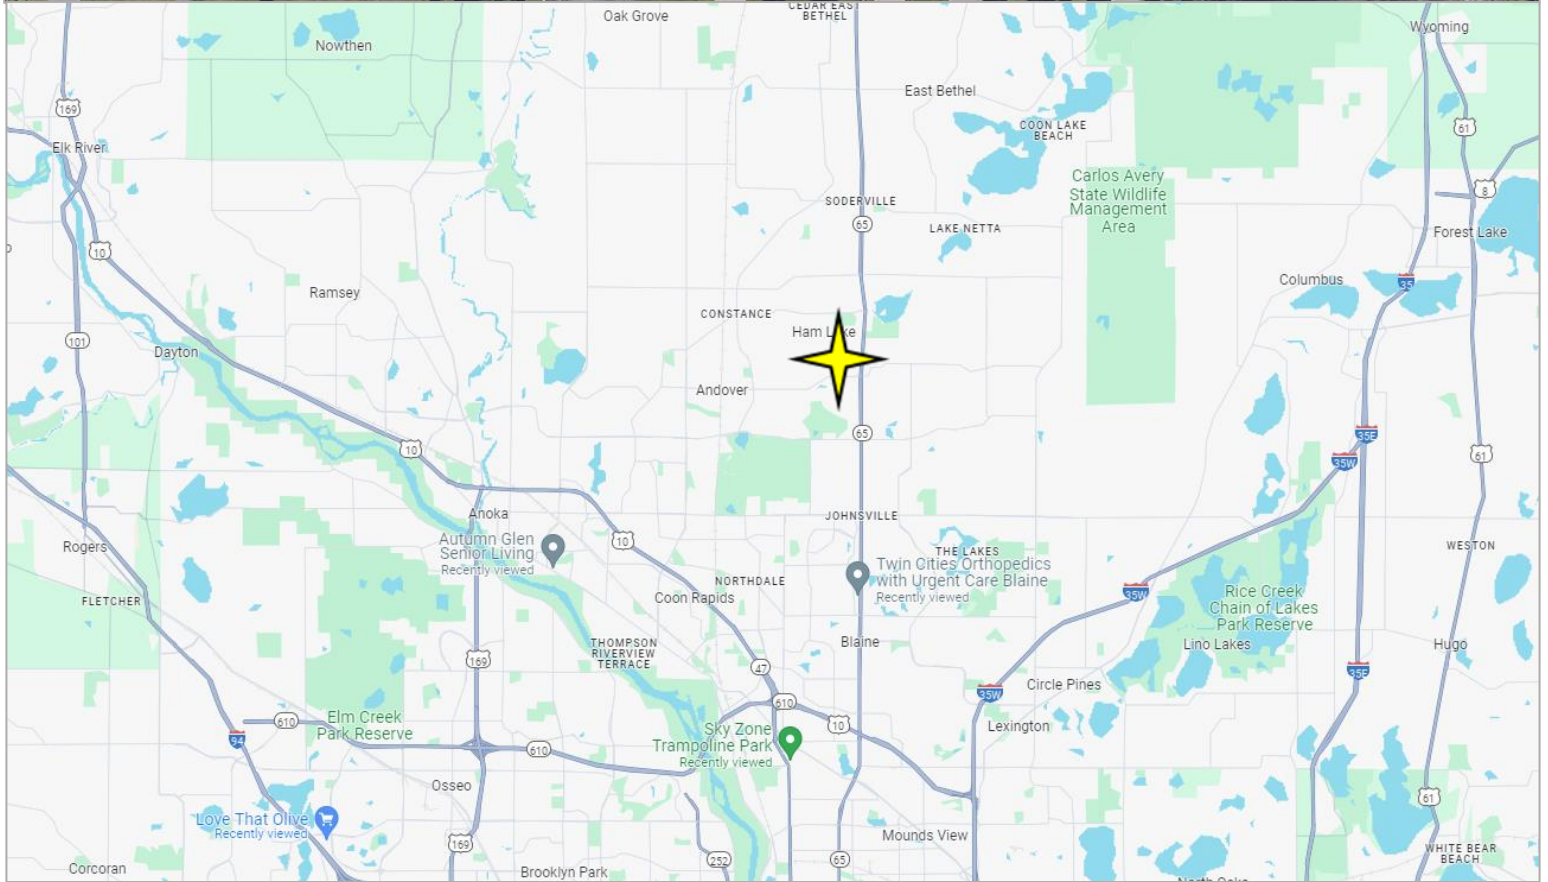 CEDAR EAST
BETHEL
Oak Grove
Wyoming
Nowthen
East Bethel
169
COON LAKE
BEACH
61
Elk River
Carlos Avery
State Wildlife
Management
Area
8
SODERVILLE
65
LAKE NETTA
Forest Lake
10
Columbus
35
Ramsey
CONSTANCE
Ham L ke
101
Dayton
Andover
65
35E
10
35W
61
Anoka
JOHNSVILLE
Autumn Glen
Senior Living
Recently viewed
10
Rogers
WESTON
THE LAKES
Twin Cities Orthopedics
with Urgent Care Blaine
Recently viewed
NORTHDALE
Coon Rapids
35W
Rice Creek
Chain of Lakes
Park Reserve
FLETCHER
THOMPSON
RIVERVIEW
TERRACE
Blaine
Lino Lakes
Hugo
169
47
35E
Circle Pines
35W
610
Elm Creek
Park Reserve
610
10
Lexington
Sky Zone
Trampoline Park
Recently viewed
94
610
Osseo
61
Love That Olive
Recently viewed
Mounds View
169
252
65
WHITE BEAR
BEACH
Corcoran
Brooklyn Park